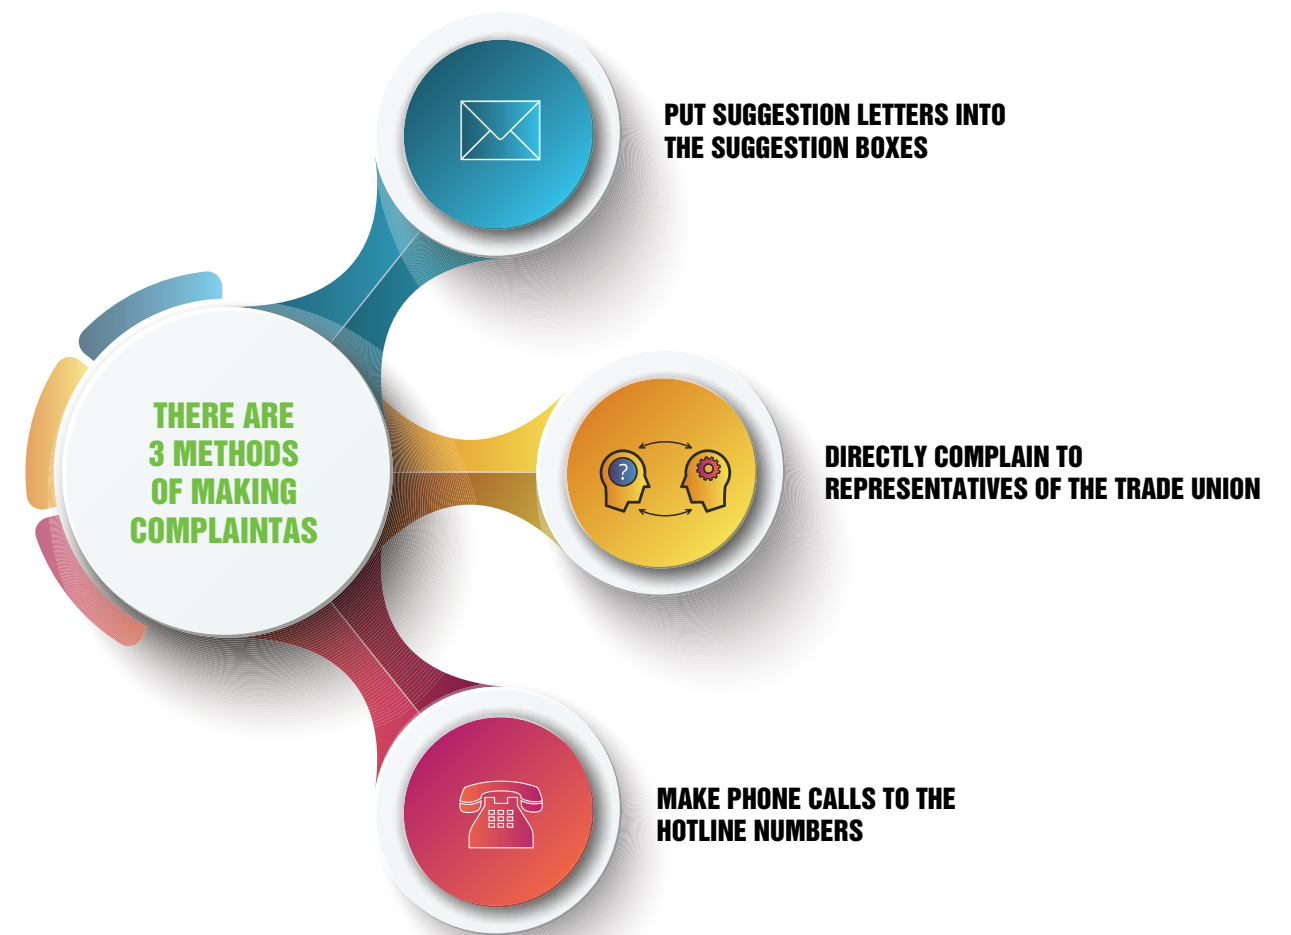 THERE ARE
3 METHODS
OF MAKING
COMPLAINTAS
PUT SUGGESTION LETTERS INTO
THE SUGGESTION BOXES
?
DIRECTLY COMPLAIN TO
REPRESENTATIVES OF THE TRADE UNION
MAKE PHONE CALLS TO THE
HOTLINE NUMBERS